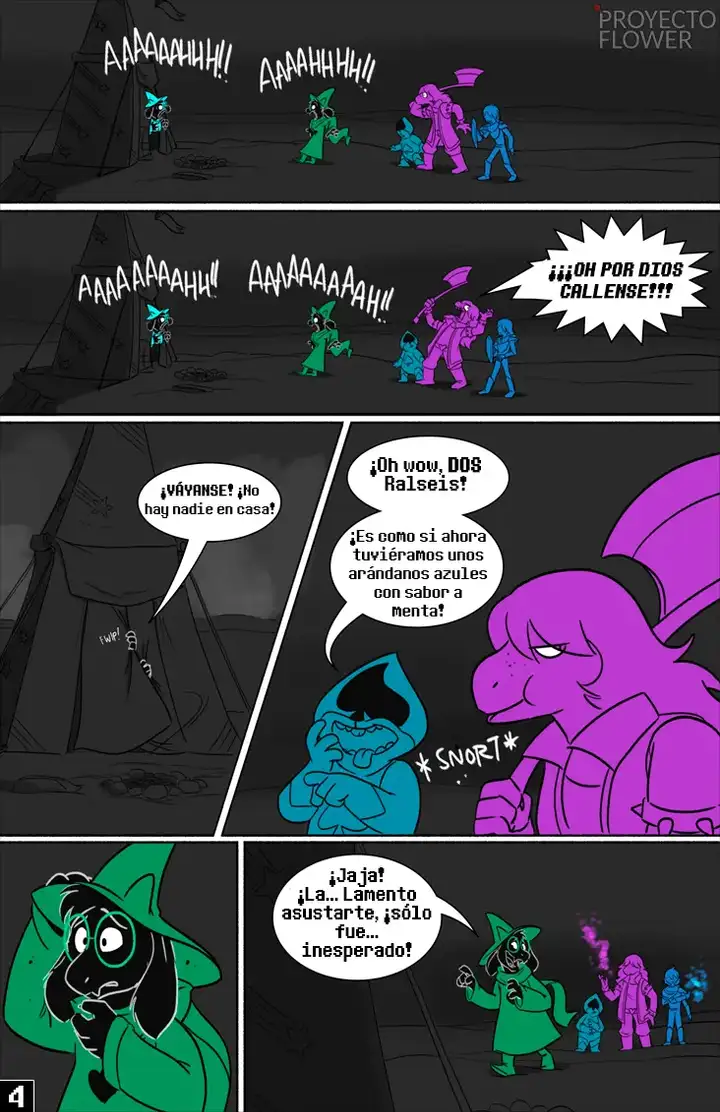 PROYECTO
FLOWER
AAAAAAHHH!!
AAAAHHHH!!
AAAAAAAAHH!!
AAAAAAAAAH!!
¡¡¡OH POR DIOS
CALLENSE!!!
¡VÁYANSE! ¡No
hay nadie en casa!
FWIP!
¡Oh wow, DOS
Ralseis!
¡Es como si ahora
tuviéramos unos
arándanos azules
con sabor a
menta!
*SNORT*
¡Jaja!
¡La... Lamento
asustarte, ¡sólo
fue...
inesperado!
4